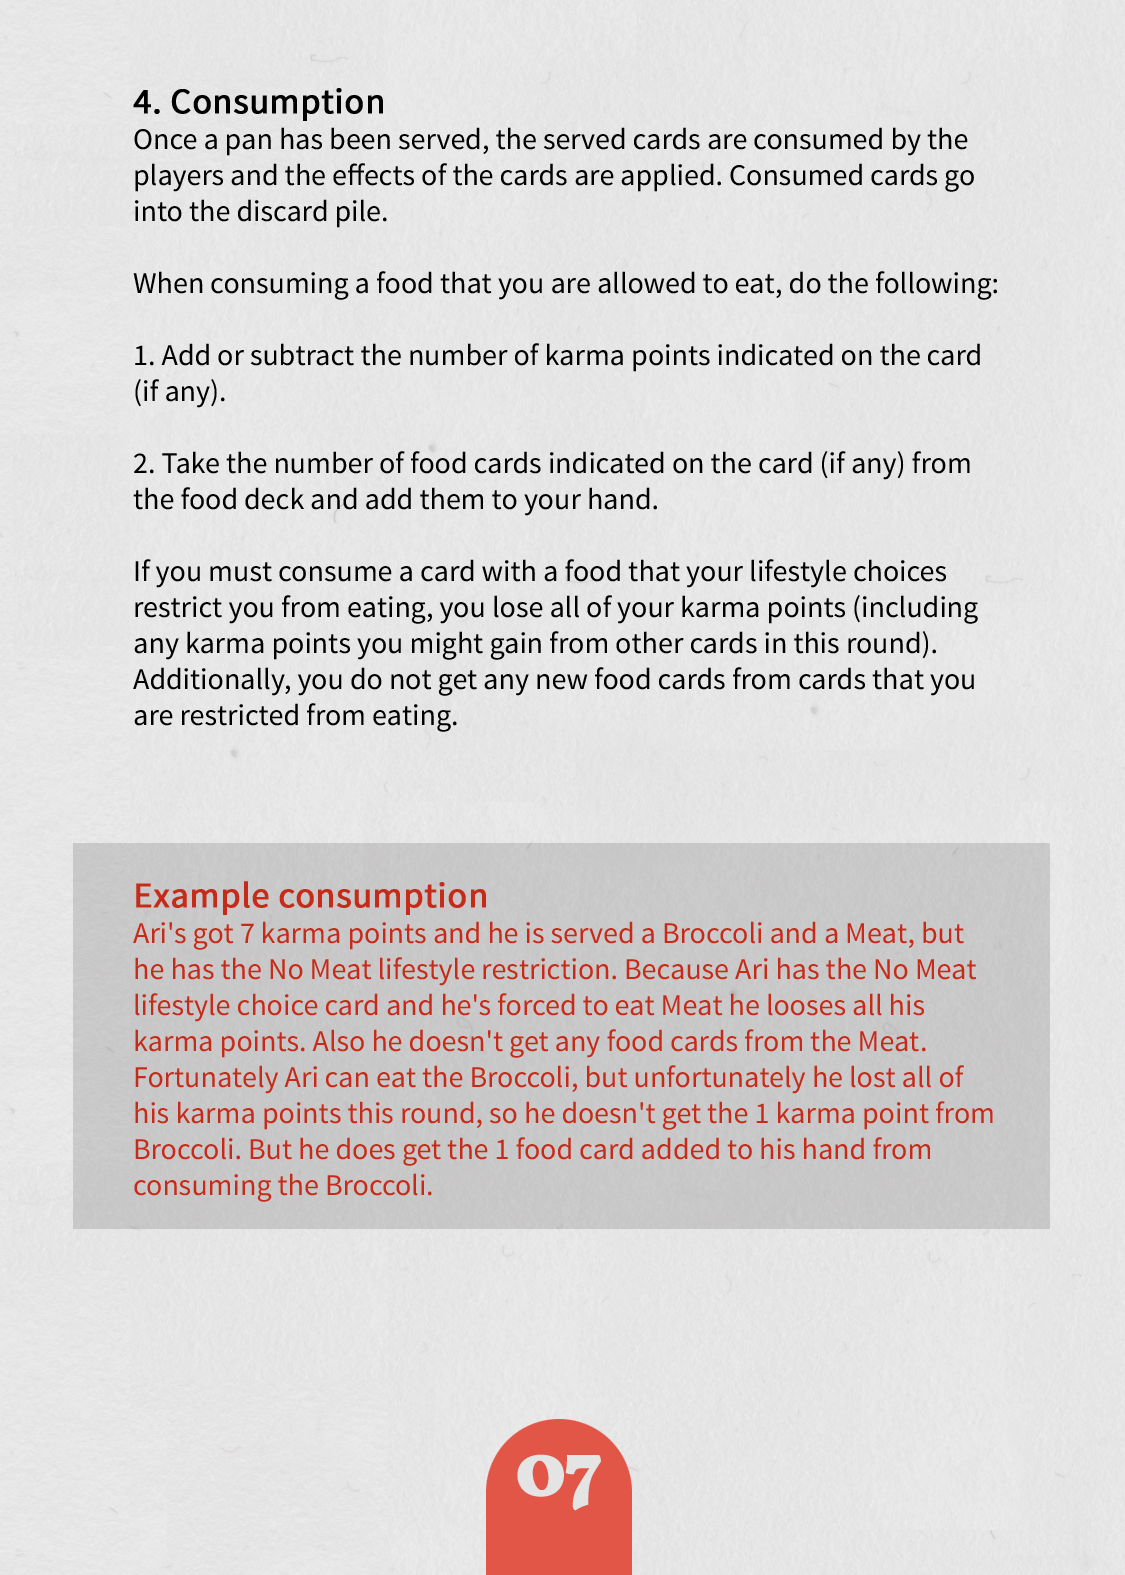 4. Consumption
Once a pan has been served, the served cards are consumed by the
players and the effects of the cards are applied. Consumed cards go
into the discard pile.
When consuming a food that you are allowed to eat, do the following:
1. Add or subtract the number of karma points indicated on the card
(if any).
2. Take the number of food cards indicated on the card (if any) from
the food deck and add them to your hand.
If you must consume a card with a food that your lifestyle choices
restrict you from eating, you lose all of your karma points (including
any karma points you might gain from other cards in this round).
Additionally, you do not get any new food cards from cards that you
are restricted from eating.
Example consumption
Ari's got 7 karma points and he is served a Broccoli and a Meat, but
he has the No Meat lifestyle restriction. Because Ari has the No Meat
lifestyle choice card and he's forced to eat Meat he looses all his
karma points. Also he doesn't get any food cards from the Meat.
Fortunately Ari can eat the Broccoli, but unfortunately he lost all of
his karma points this round, so he doesn't get the 1 karma point from
Broccoli. But he does get the 1 food card added to his hand from
consuming the Broccoli.
07